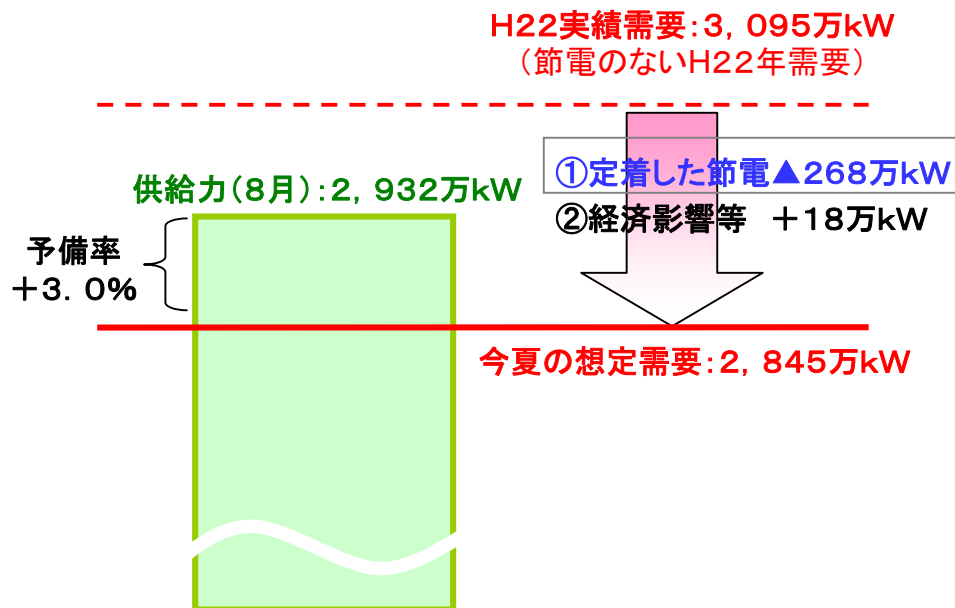 H22実績需要:3,095万kW
(節電のないH22年需要)
①定着した節電▲268万kW
供給力(8月):2,932万kW
②経済影響等 +18万kW
予備率
+3.0%
今夏の想定需要:2,845万kW